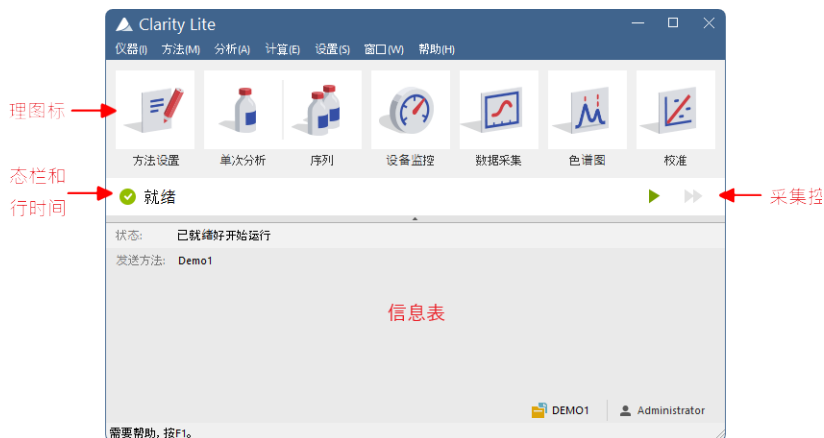 Clarity Lite
仪器(I) 方法(M) 分析(A) 计算(E) 设置(S) 窗口(W) 帮助(H)
理图标
方法设置 单次分析 序列 设备监控 数据采集 色谱图 校准
态栏和
行时间
就绪
采集控
状态: 已就绪好开始运行
发送方法: Demo1
信息表
DEMO1 Administrator
需要帮助, 按F1。